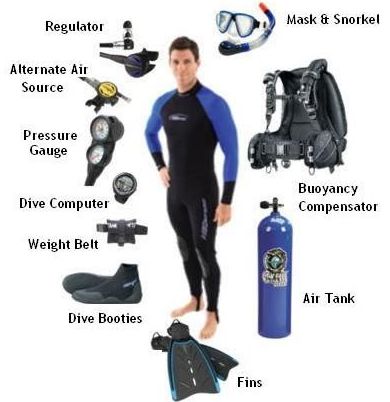 Regulator
Mask & Snorkel
Alternate Air
Source
Pressure
Gauge
Dive Computer
Buoyancy
Compensator
Weight Belt
Air Tank
Dive Booties
Fins